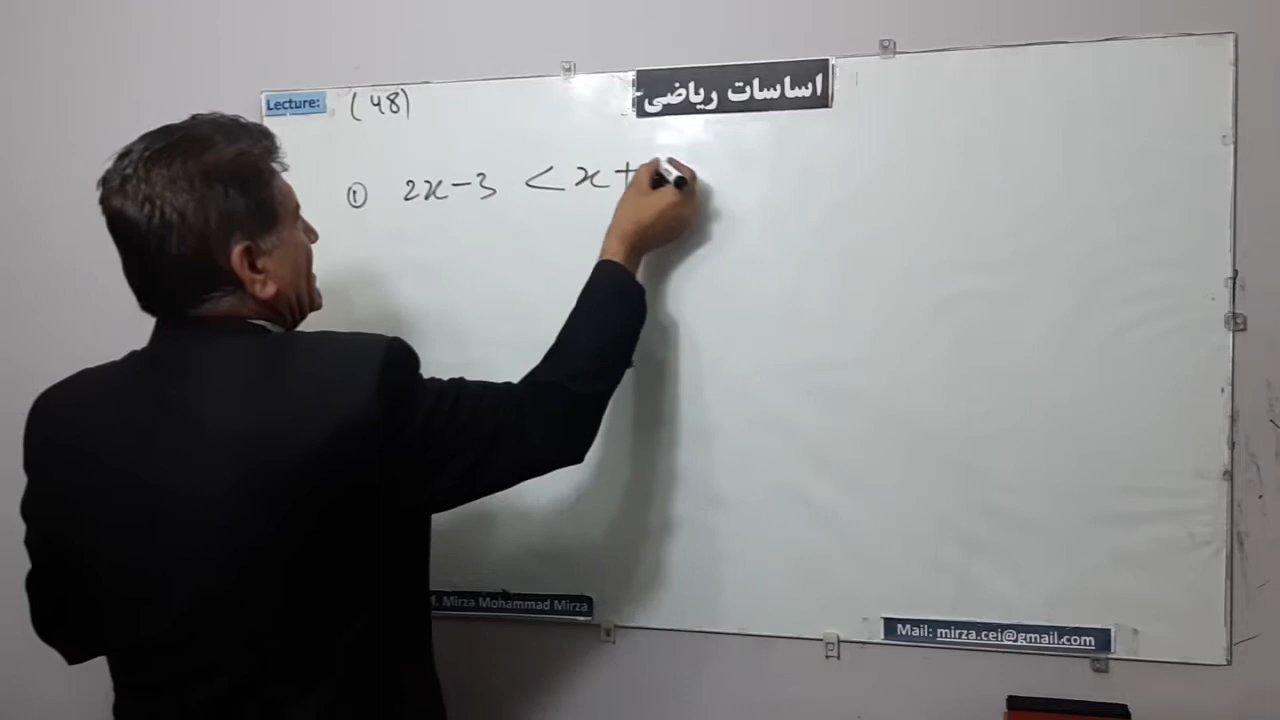 اساسات ریاضی
Lecture: (48)
① 2x-3 < x+
M. Mirza Mohammad Mirza
Mail: mirza.cei@gmail.com